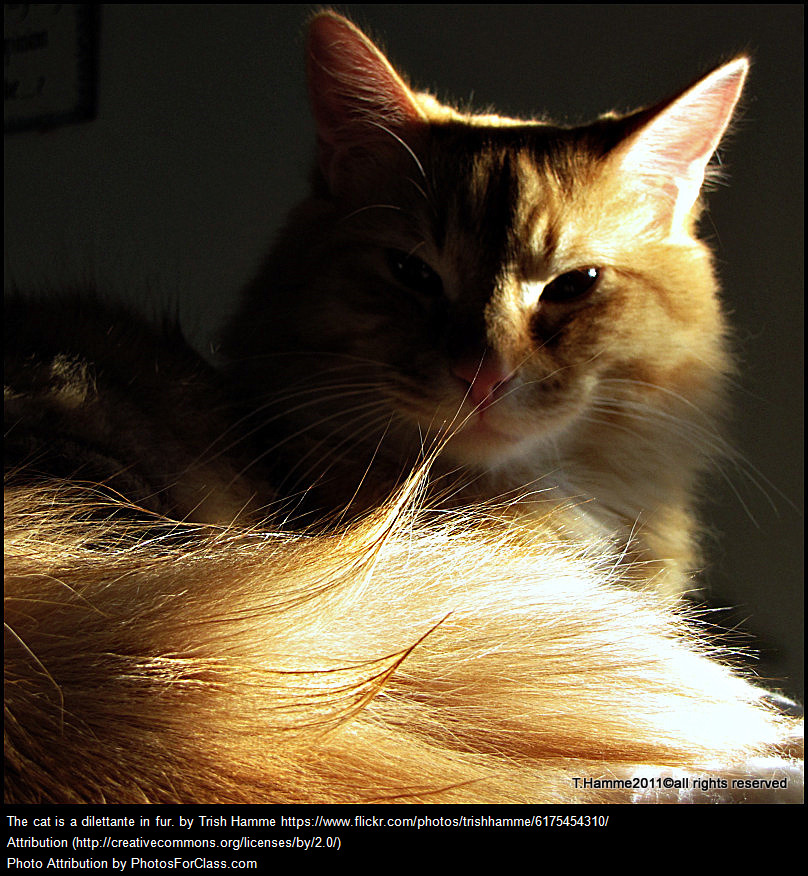 T.Hamme2011©all rights reserved
The cat is a dilettante in fur. by Trish Hamme https://www.flickr.com/photos/trishhamme/6175454310/
Attribution (http://creativecommons.org/licenses/by/2.0/)
Photo Attribution by PhotosForClass.com